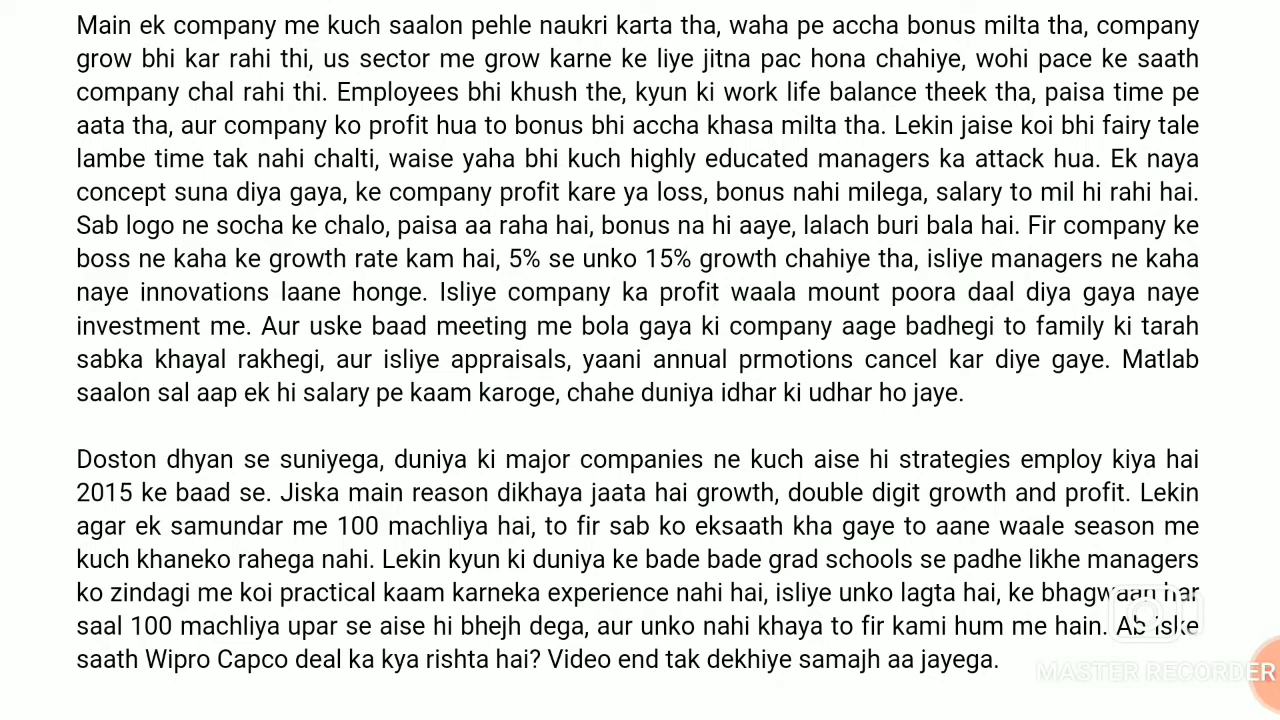 Main ek company me kuch saalon pehle naukri karta tha, waha pe accha bonus milta tha, company
grow bhi kar rahi thi, us sector me grow karne ke liye jitna pac hona chahiye, wohi pace ke saath
company chal rahi thi. Employees bhi khush the, kyun ki work life balance theek tha, paisa time pe
aata tha, aur company ko profit hua to bonus bhi accha khasa milta tha. Lekin jaise koi bhi fairy tale
lambe time tak nahi chalti, waise yaha bhi kuch highly educated managers ka attack hua. Ek naya
concept suna diya gaya, ke company profit kare ya loss, bonus nahi milega, salary to mil hi rahi hai.
Sab logo ne socha ke chalo, paisa aa raha hai, bonus na hi aaye, lalach buri bala hai. Fir company ke
boss ne kaha ke growth rate kam hai, 5% se unko 15% growth chahiye tha, isliye managers ne kaha
naye innovations laane honge. Isliye company ka profit waala mount poora daal diya gaya naye
investment me. Aur uske baad meeting me bola gaya ki company aage badhegi to family ki tarah
sabka khayal rakhegi, aur isliye appraisals, yaani annual prmotions cancel kar diye gaye. Matlab
saalon sal aap ek hi salary pe kaam karoge, chahe duniya idhar ki udhar ho jaye.
Doston dhyan se suniyega, duniya ki major companies ne kuch aise hi strategies employ kiya hai
2015 ke baad se. Jiska main reason dikhaya jaata hai growth, double digit growth and profit. Lekin
agar ek samundar me 100 machliya hai, to fir sab ko eksaath kha gaye to aane waale season me
kuch khaneko rahega nahi. Lekin kyun ki duniya ke bade bade grad schools se padhe likhe managers
ko zindagi me koi practical kaam karneka experience nahi hai, isliye unko lagta hai, ke bhagwaan har
saal 100 machliya upar se aise hi bhejh dega, aur unko nahi khaya to fir kami hum me hain. Ab iske
saath Wipro Capco deal ka kya rishta hai? Video end tak dekhiye samajh aa jayega.
MASTER RECORDER